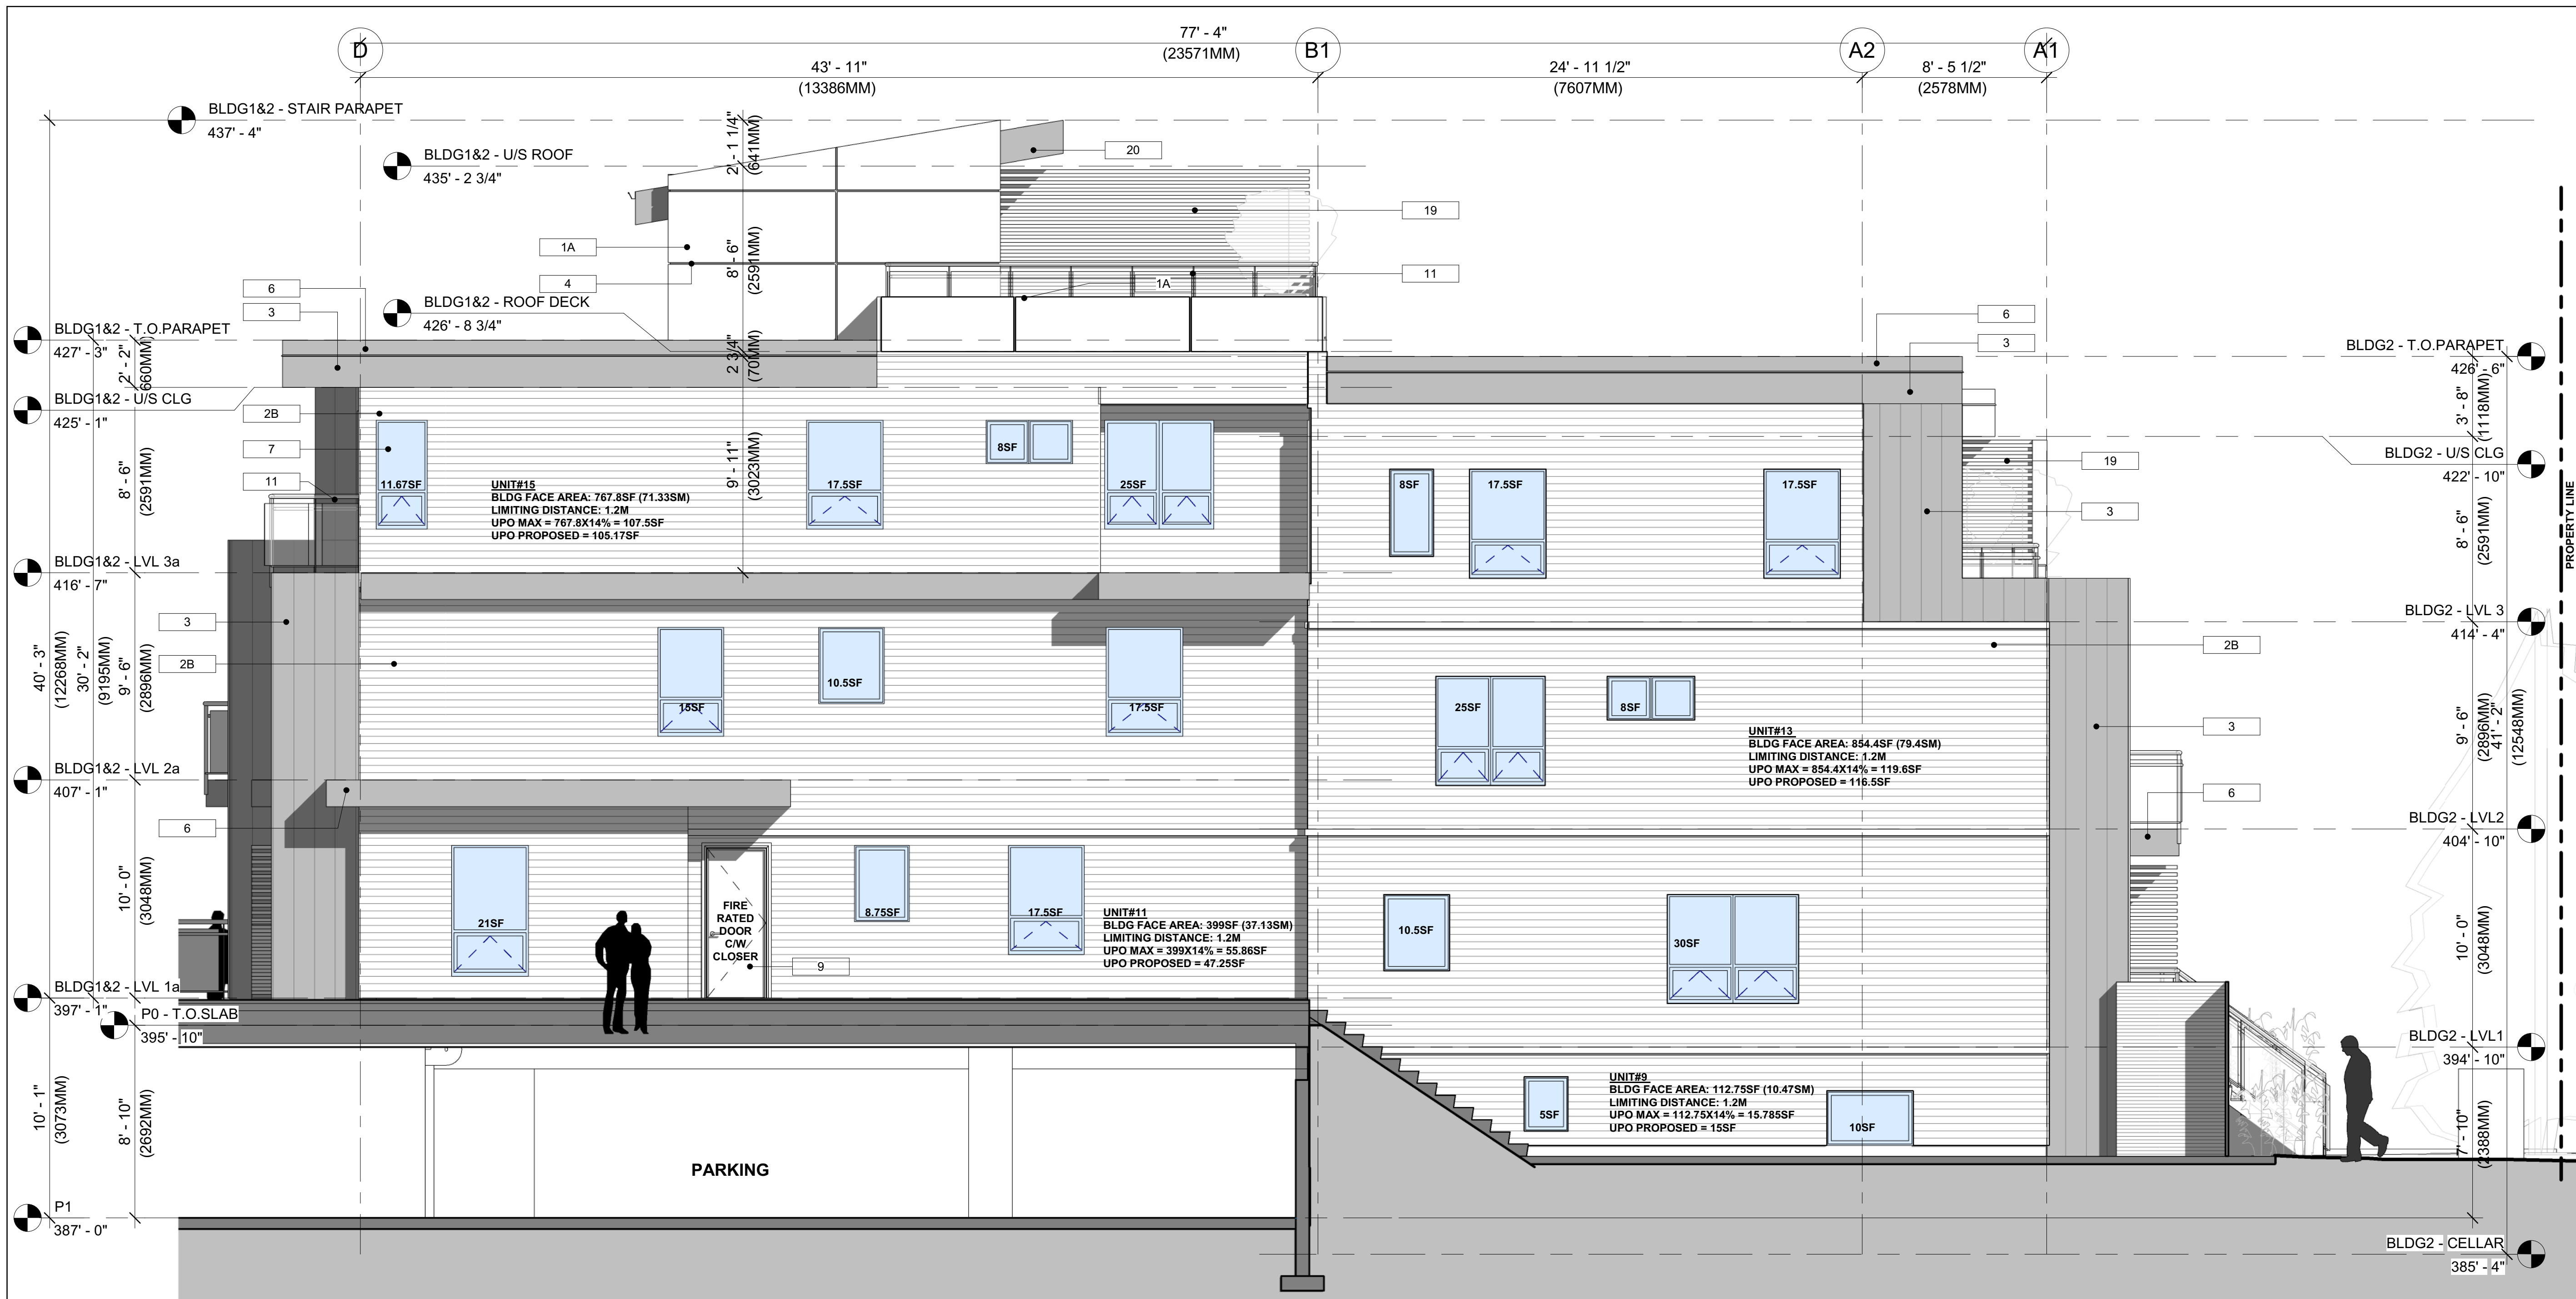 D
B1
A2
A1
77' - 4"
(23571MM)
43' - 11"
(13386MM)
24' - 11 1/2"
(7607MM)
8' - 5 1/2"
(2578MM)
BLDG1&2 - STAIR PARAPET
437' - 4"
BLDG1&2 - U/S ROOF
435' - 2 3/4"
BLDG1&2 - ROOF DECK
426' - 8 3/4"
BLDG1&2 - T.O.PARAPET
427' - 3"
BLDG1&2 - U/S CLG
425' - 1"
BLDG1&2 - LVL 3a
416' - 7"
BLDG1&2 - LVL 2a
407' - 1"
BLDG1&2 - LVL 1a
397' - 1"
P0 - T.O.SLAB
395' - 10"
P1
387' - 0"
2' - 2"
(660MM)
8' - 6"
(2591MM)
40' - 3"
(12268MM)
30' - 2"
(9195MM)
9' - 6"
(2896MM)
10' - 0"
(3048MM)
10' - 1"
(3073MM)
8' - 10"
(2692MM)
2' - 1 1/4"
(641MM)
8' - 6"
(2591MM)
2 3/4"
(70MM)
9' - 11"
(3023MM)
20
19
1A
4
11
1A
6
3
2B
7
11
3
2B
6
9
6
3
19
3
2B
3
6
11.67SF
17.5SF
8SF
25SF
UNIT#15
BLDG FACE AREA: 767.8SF (71.33SM)
LIMITING DISTANCE: 1.2M
UPO MAX = 767.8X14% = 107.5SF
UPO PROPOSED = 105.17SF
8SF
17.5SF
17.5SF
15SF
10.5SF
17.5SF
25SF
8SF
UNIT#13
BLDG FACE AREA: 854.4SF (79.4SM)
LIMITING DISTANCE: 1.2M
UPO MAX = 854.4X14% = 119.6SF
UPO PROPOSED = 116.5SF
21SF
FIRE
RATED
DOOR
C/W
CLOSER
8.75SF
17.5SF
UNIT#11
BLDG FACE AREA: 399SF (37.13SM)
LIMITING DISTANCE: 1.2M
UPO MAX = 399X14% = 55.86SF
UPO PROPOSED = 47.25SF
10.5SF
30SF
5SF
UNIT#9
BLDG FACE AREA: 112.75SF (10.47SM)
LIMITING DISTANCE: 1.2M
UPO MAX = 112.75X14% = 15.785SF
UPO PROPOSED = 15SF
10SF
PARKING
BLDG2 - T.O.PARAPET
426' - 6"
BLDG2 - U/S CLG
422' - 10"
BLDG2 - LVL 3
414' - 4"
BLDG2 - LVL2
404' - 10"
BLDG2 - LVL1
394' - 10"
BLDG2 - CELLAR
385' - 4"
3' - 8"
(1118MM)
8' - 6"
(2591MM)
9' - 6"
(2896MM)
41' - 2"
(12548MM)
10' - 0"
(3048MM)
7' - 10"
(2388MM)
PROPERTY LINE